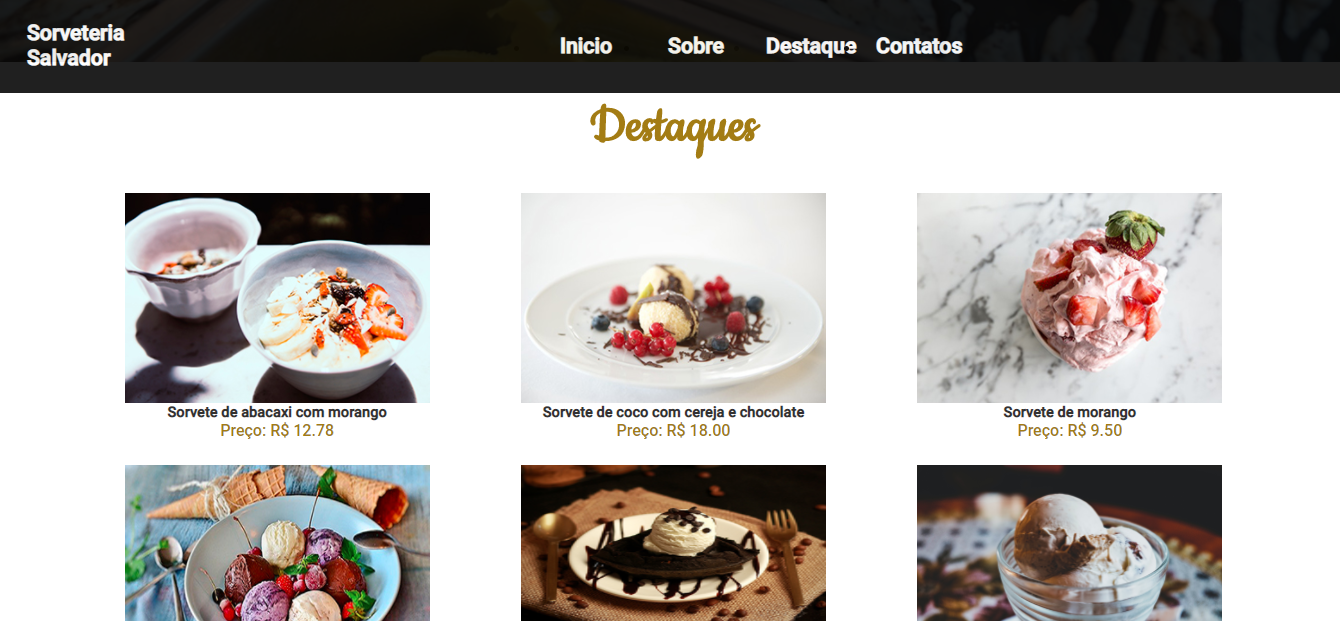 Sorveteria
Salvador
Inicio Sobre Destaque Contatos
Destaques
Sorvete de abacaxi com morango
Preço: R$ 12.78
Sorvete de coco com cereja e chocolate
Preço: R$ 18.00
Sorvete de morango
Preço: R$ 9.50